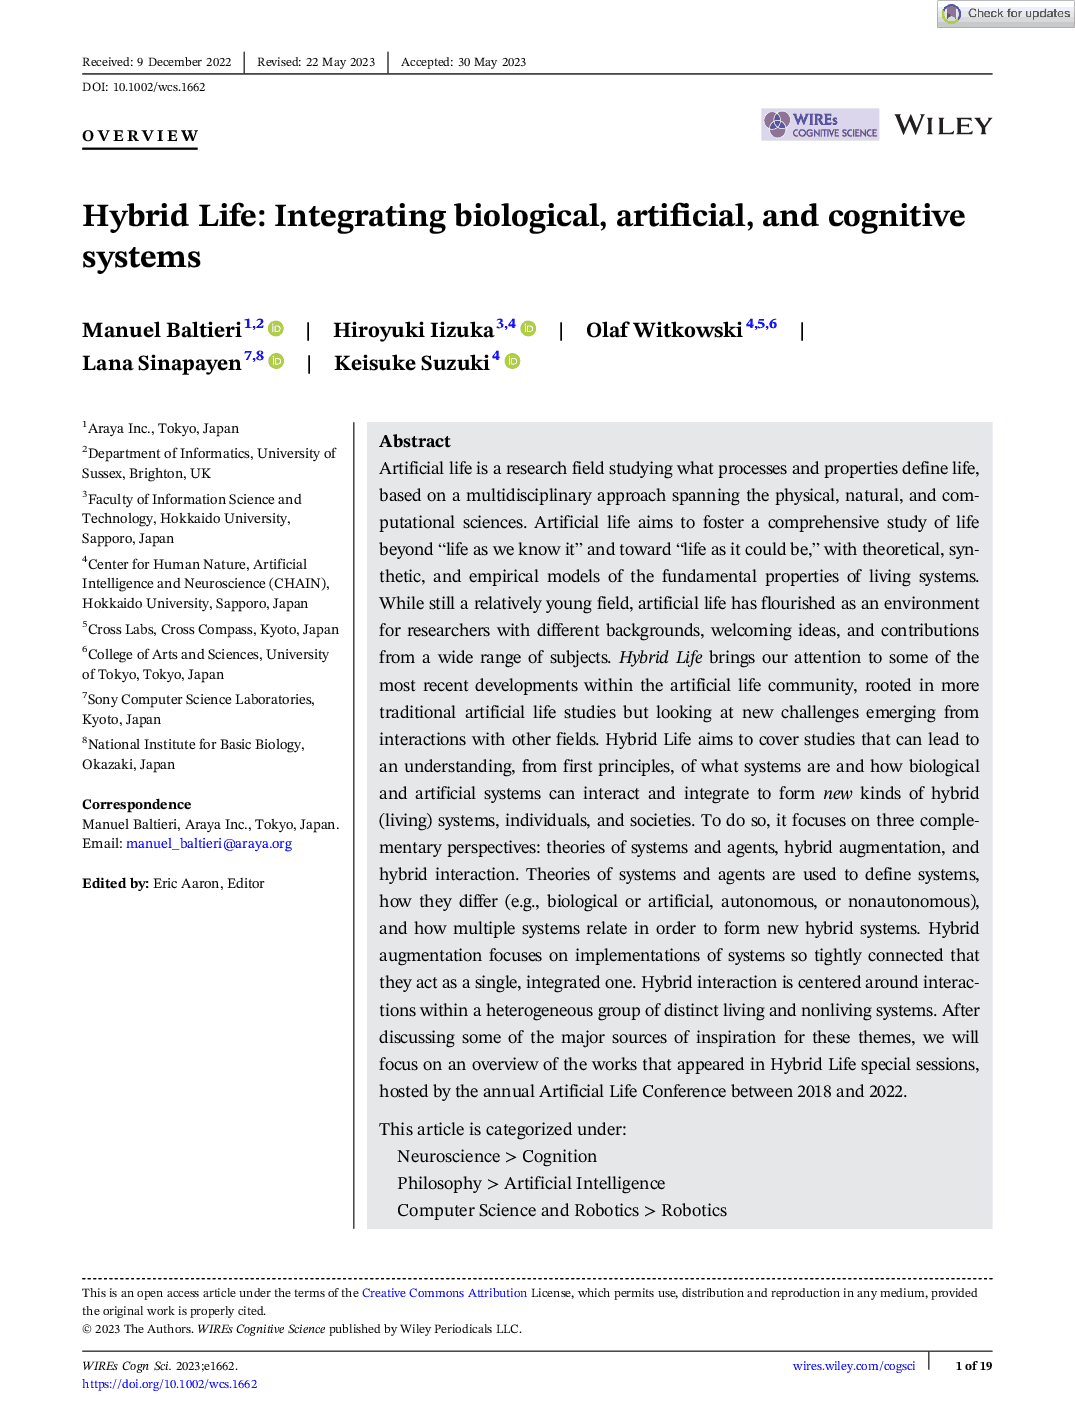 Check for updates
Received: 9 December 2022 Revised: 22 May 2023 Accepted: 30 May 2023
DOI: 10.1002/wcs.1662
OVERVIEW
WIREs
COGNITIVE SCIENCE
WILEY
Hybrid Life: Integrating biological, artificial, and cognitive
systems
Manuel Baltieri1,2 | Hiroyuki Iizuka3,4 | Olaf Witkowski4,5,6 |
Lana Sinapayen7,8 | Keisuke Suzuki4
1Araya Inc., Tokyo, Japan
2Department of Informatics, University of
Sussex, Brighton, UK
3Faculty of Information Science and
Technology, Hokkaido University,
Sapporo, Japan
4Center for Human Nature, Artificial
Intelligence and Neuroscience (CHAIN),
Hokkaido University, Sapporo, Japan
5Cross Labs, Cross Compass, Kyoto, Japan
6College of Arts and Sciences, University
of Tokyo, Tokyo, Japan
7Sony Computer Science Laboratories,
Kyoto, Japan
8National Institute for Basic Biology,
Okazaki, Japan
Correspondence
Manuel Baltieri, Araya Inc., Tokyo, Japan.
Email: manuel_baltieri@araya.org
Edited by: Eric Aaron, Editor
Abstract
Artificial life is a research field studying what processes and properties define life,
based on a multidisciplinary approach spanning the physical, natural, and com-
putational sciences. Artificial life aims to foster a comprehensive study of life
beyond “life as we know it” and toward “life as it could be,” with theoretical, syn-
thetic, and empirical models of the fundamental properties of living systems.
While still a relatively young field, artificial life has flourished as an environment
for researchers with different backgrounds, welcoming ideas, and contributions
from a wide range of subjects. Hybrid Life brings our attention to some of the
most recent developments within the artificial life community, rooted in more
traditional artificial life studies but looking at new challenges emerging from
interactions with other fields. Hybrid Life aims to cover studies that can lead to
an understanding, from first principles, of what systems are and how biological
and artificial systems can interact and integrate to form new kinds of hybrid
(living) systems, individuals, and societies. To do so, it focuses on three comple-
mentary perspectives: theories of systems and agents, hybrid augmentation, and
hybrid interaction. Theories of systems and agents are used to define systems,
how they differ (e.g., biological or artificial, autonomous, or nonautonomous),
and how multiple systems relate in order to form new hybrid systems. Hybrid
augmentation focuses on implementations of systems so tightly connected that
they act as a single, integrated one. Hybrid interaction is centered around interac-
tions within a heterogeneous group of distinct living and nonliving systems. After
discussing some of the major sources of inspiration for these themes, we will
focus on an overview of the works that appeared in Hybrid Life special sessions,
hosted by the annual Artificial Life Conference between 2018 and 2022.
This article is categorized under:
Neuroscience > Cognition
Philosophy > Artificial Intelligence
Computer Science and Robotics > Robotics
This is an open access article under the terms of the Creative Commons Attribution License, which permits use, distribution and reproduction in any medium, provided
the original work is properly cited.
© 2023 The Authors. WIREs Cognitive Science published by Wiley Periodicals LLC.
WIREs Cogn Sci. 2023;e1662. wires.wiley.com/cogsci 1 of 19
https://doi.org/10.1002/wcs.1662